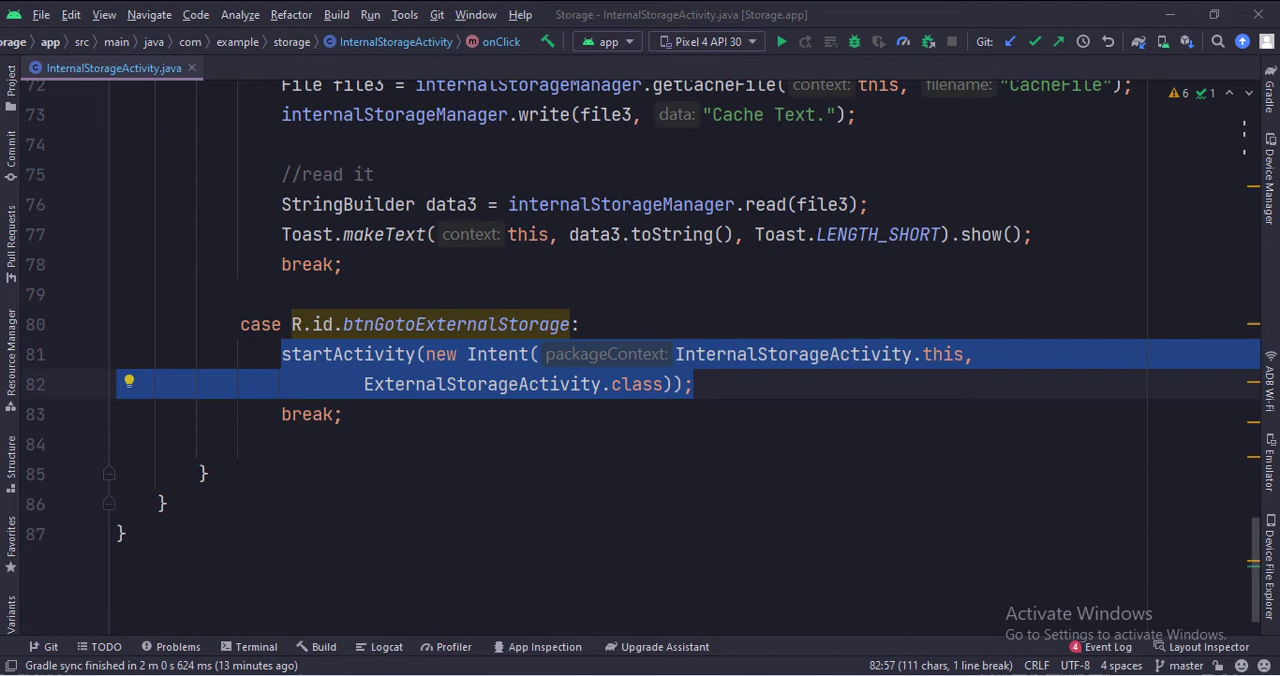 File Edit View Navigate Code Analyze Refactor Build Run Tools Git Window Help Storage - InternalStorageActivity.java [Storage.app]
orage app src main java com example storage InternalStorageActivity onClick app Pixel 4 API 30 Git:
InternalStorageActivity.java
72 File file3 = internalStorageManager.getCacheFile( context: this, filename: "CacheFile"); 6 1
73 internalStorageManager.write(file3, data: "Cache Text.");
74
75 //read it
76 StringBuilder data3 = internalStorageManager.read(file3);
77 Toast.makeText( context: this, data3.toString(), Toast.LENGTH_SHORT).show();
78 break;
79
80 case R.id.btnGotoExternalStorage:
81 startActivity(new Intent( packageContext: InternalStorageActivity.this,
82 ExternalStorageActivity.class));
83 break;
84
85 }
86 }
87 }
Project
Commit
Pull Requests
Resource Manager
Structure
Favorites
Variants
Gradle
Device Manager
ADB Wi-Fi
Emulator
Device File Explorer
Activate Windows
Go to Settings to activate Windows.
Git TODO Problems Terminal Build Logcat Profiler App Inspection Upgrade Assistant 4 Event Log Layout Inspector
Gradle sync finished in 2 m 0 s 624 ms (13 minutes ago) 82:57 (111 chars, 1 line break) CRLF UTF-8 4 spaces master